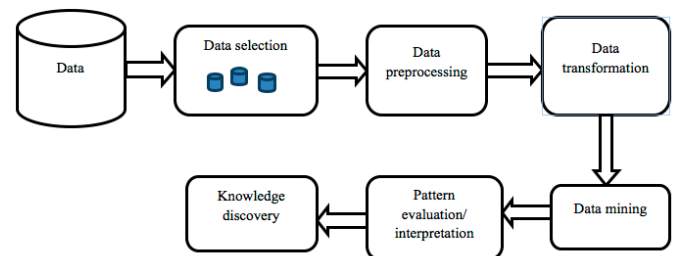 Data
Data selection
Data
preprocessing
Data
transformation
Data mining
Pattern
evaluation/
interpretation
Knowledge
discovery